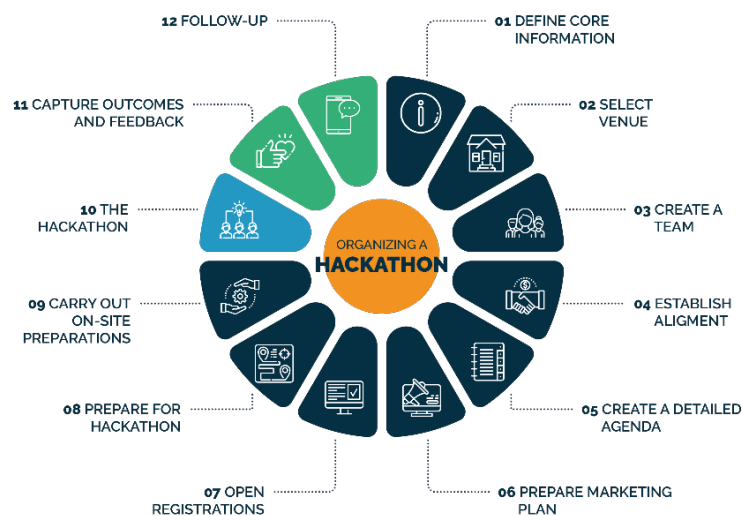 12 FOLLOW-UP
01 DEFINE CORE
INFORMATION
11 CAPTURE OUTCOMES
AND FEEDBACK
02 SELECT
VENUE
10 THE
HACKATHON
03 CREATE A
TEAM
ORGANIZING A
HACKATHON
09 CARRY OUT
ON-SITE
PREPARATIONS
04 ESTABLISH
ALIGMENT
08 PREPARE FOR
HACKATHON
05 CREATE A DETAILED
AGENDA
07 OPEN
REGISTRATIONS
06 PREPARE MARKETING
PLAN